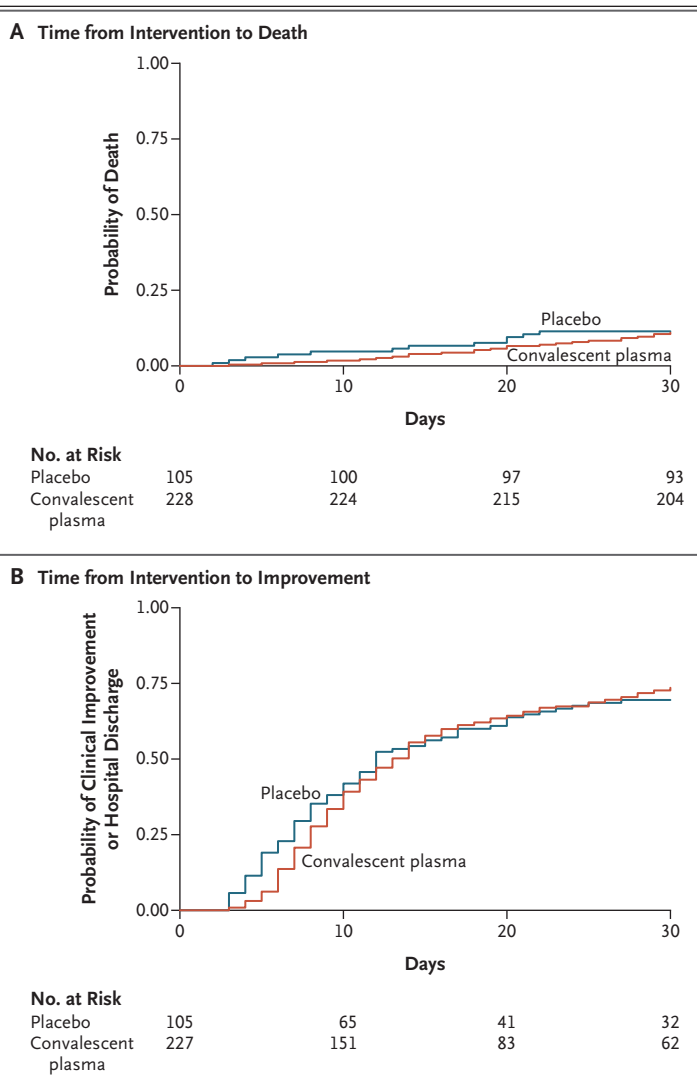 A Time from Intervention to Death
1.00
0.75
0.50
0.25
0.00
Probability of Death
Placebo
Convalescent plasma
0 10 20 30
Days
No. at Risk
Placebo 105 100 97 93
Convalescent 228 224 215 204
plasma
B Time from Intervention to Improvement
1.00
0.75
0.50
0.25
0.00
Probability of Clinical Improvement
or Hospital Discharge
Placebo
Convalescent plasma
0 10 20 30
Days
No. at Risk
Placebo 105 65 41 32
Convalescent 227 151 83 62
plasma